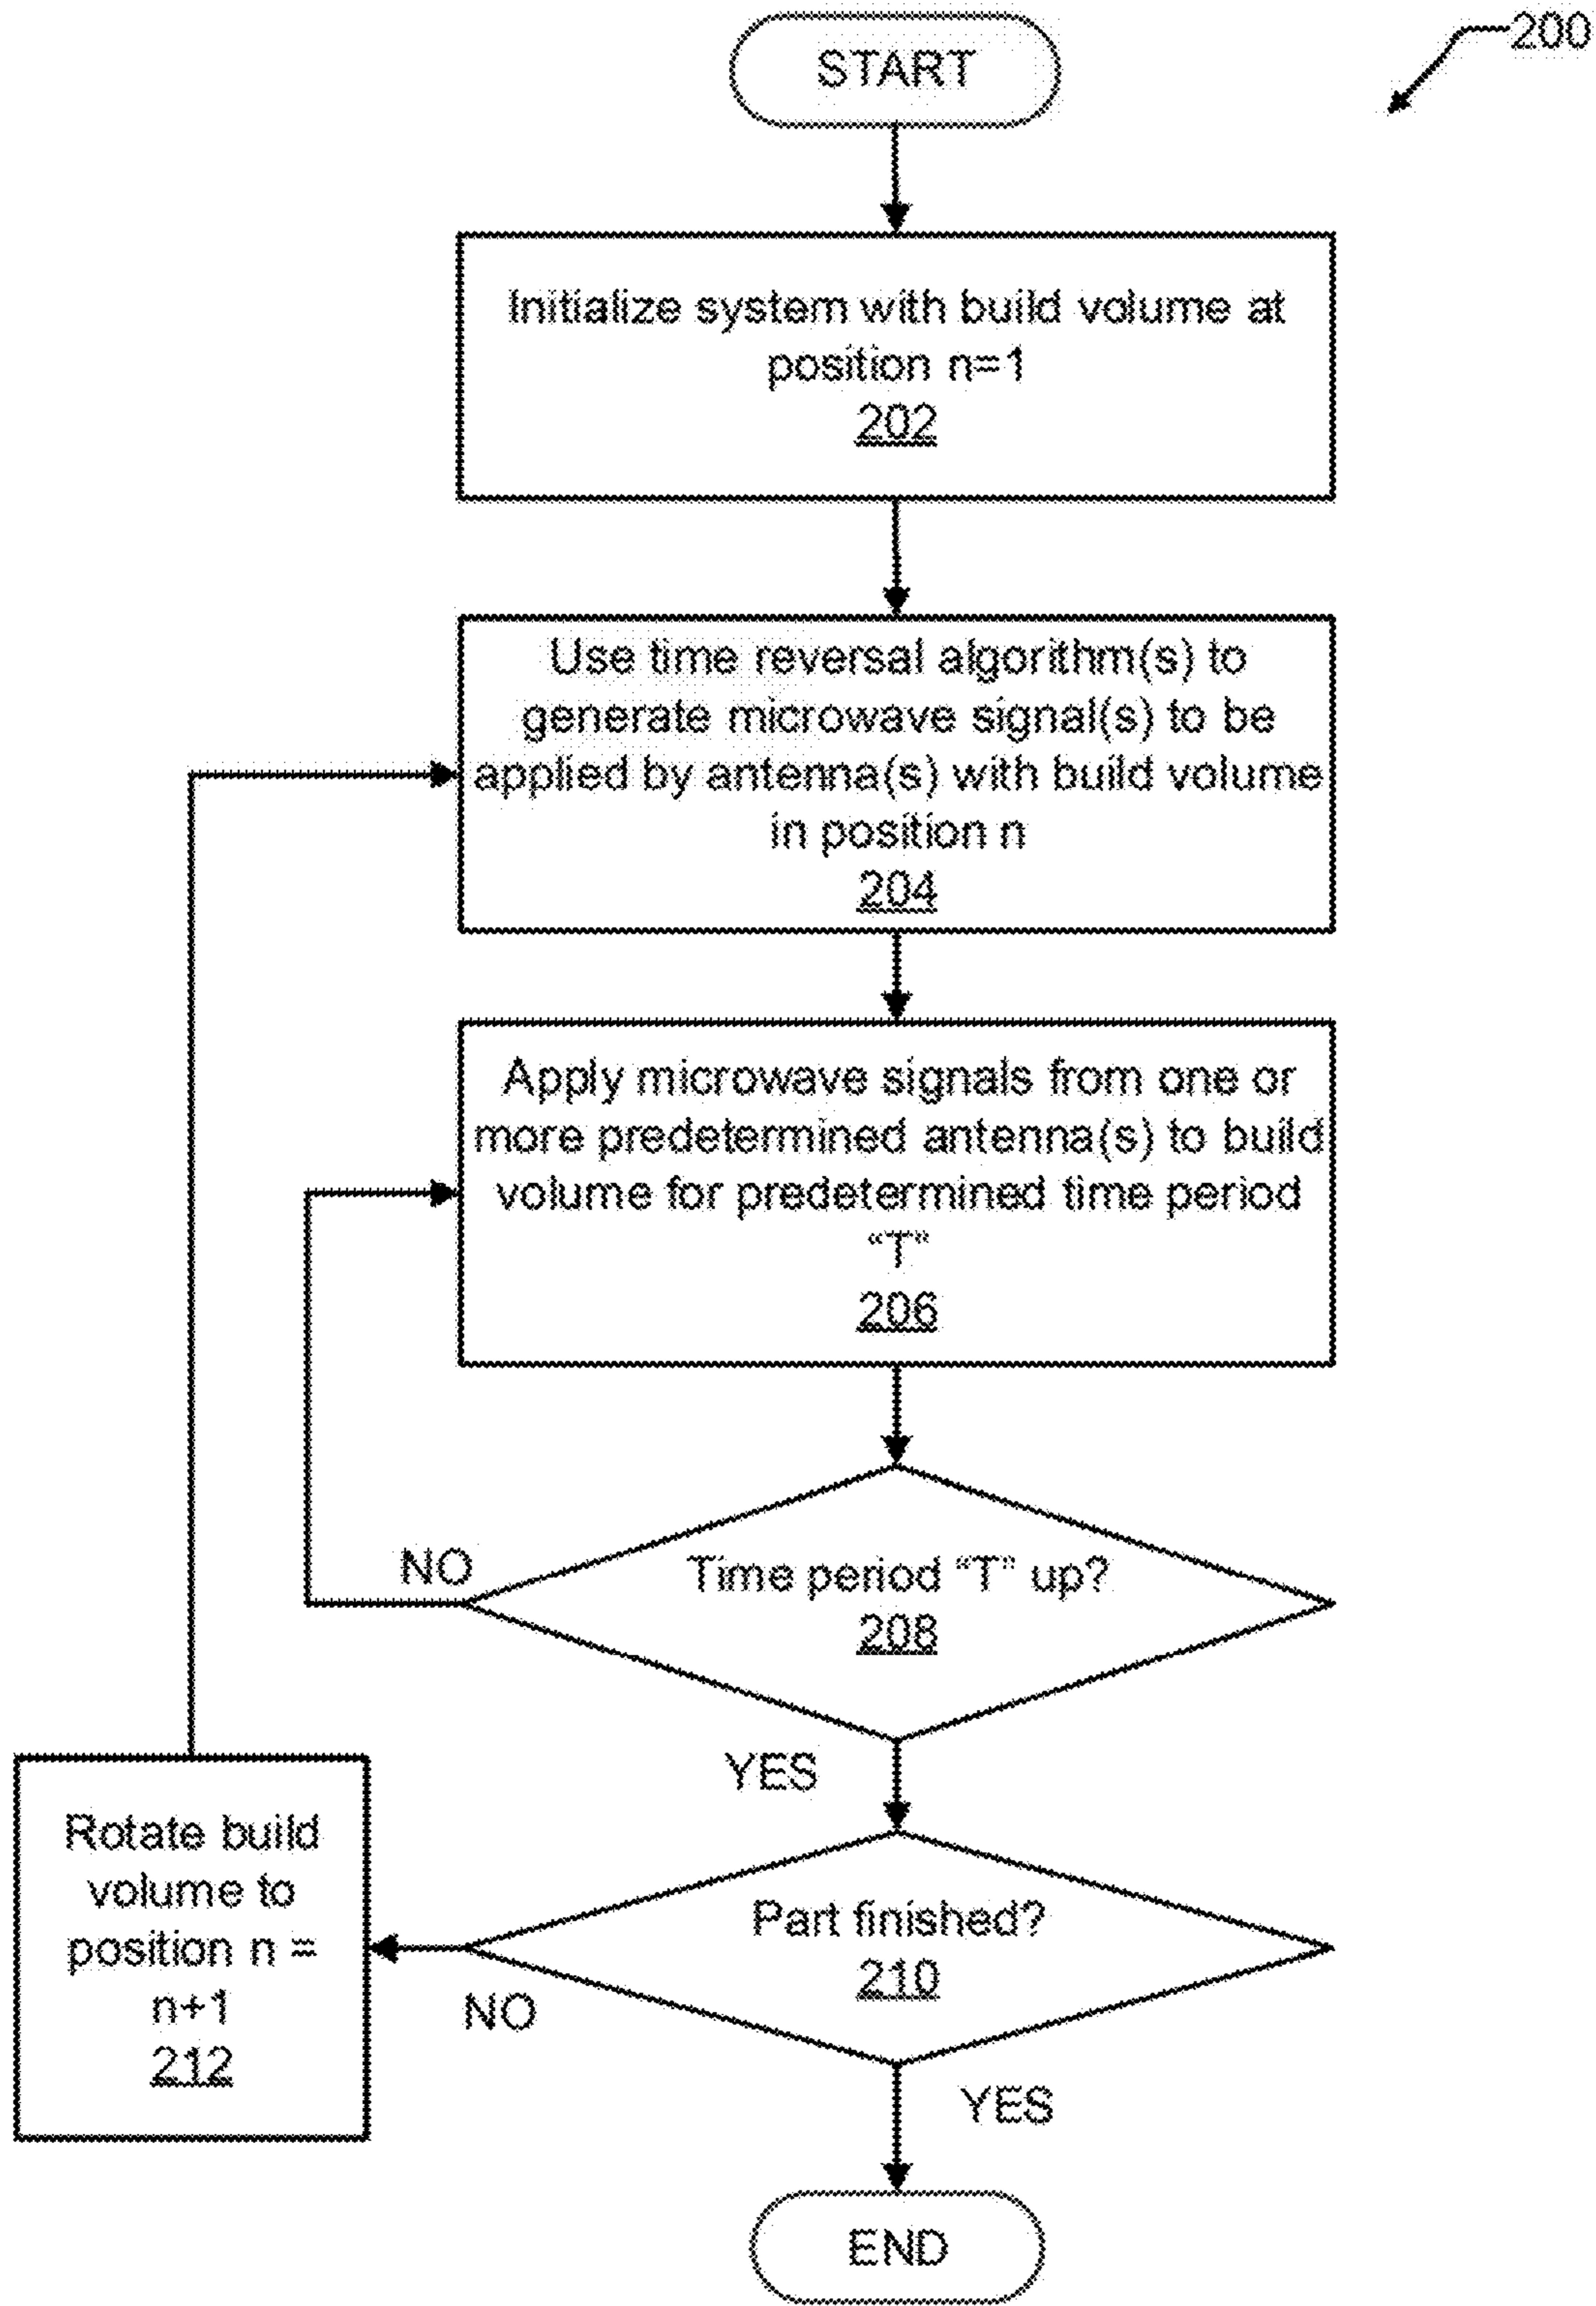 200
START
Initialize system with build volume at
position n=1
202
Use time reversal algorithm(s) to
generate microwave signal(s) to be
applied by antenna(s) with build volume
in position n
204
Apply microwave signals from one or
more predetermined antenna(s) to build
volume for predetermined time period
“T”
206
NO
Time period “T” up?
208
YES
Rotate build
volume to
position n =
n+1
212
Part finished?
210
NO
YES
END